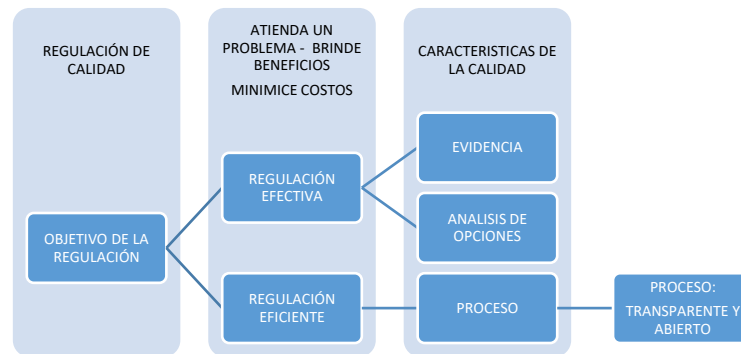 REGULACIÓN DE
CALIDAD
ATIENDA UN
PROBLEMA - BRINDE
BENEFICIOS
MINIMICE COSTOS
CARACTERISTICAS DE
LA CALIDAD
OBJETIVO DE LA
REGULACIÓN
REGULACIÓN
EFECTIVA
REGULACIÓN
EFICIENTE
EVIDENCIA
ANALISIS DE
OPCIONES
PROCESO
PROCESO:
TRANSPARENTE Y
ABIERTO